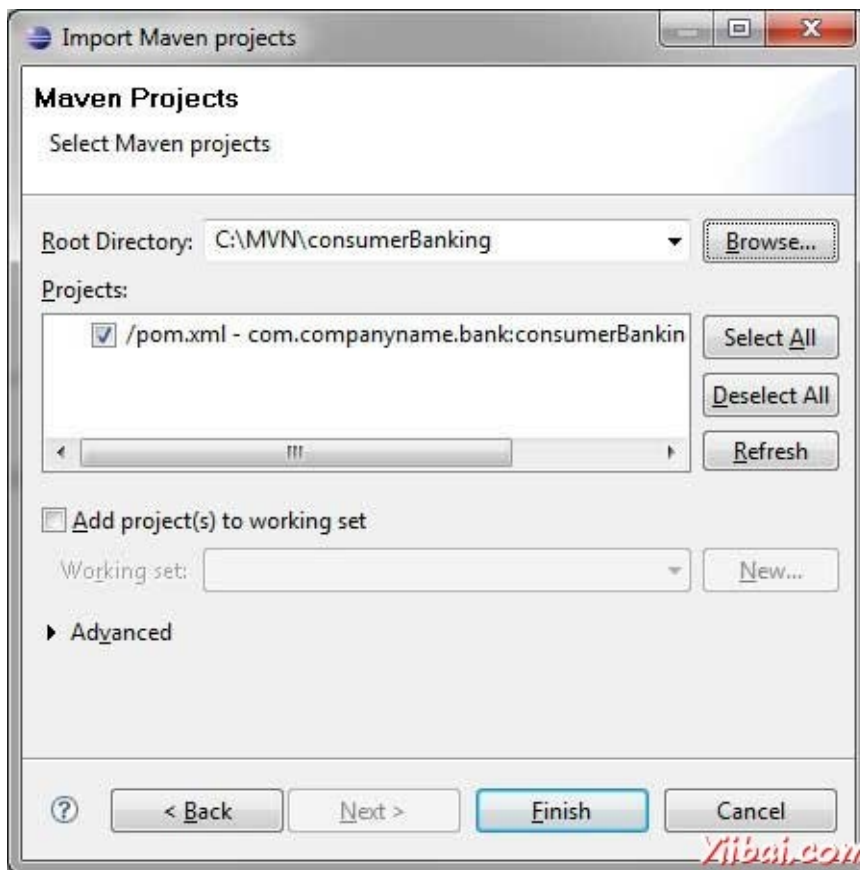 Import Maven projects
Maven Projects
Select Maven projects
Root Directory: C:\MVN\consumerBanking Browse...
Projects:
/pom.xml - com.companyname.bank:consumerBankin Select All
Deselect All
Refresh
Add project(s) to working set
Working set: New...
Advanced
< Back Next > Finish Cancel
Yiibai.com